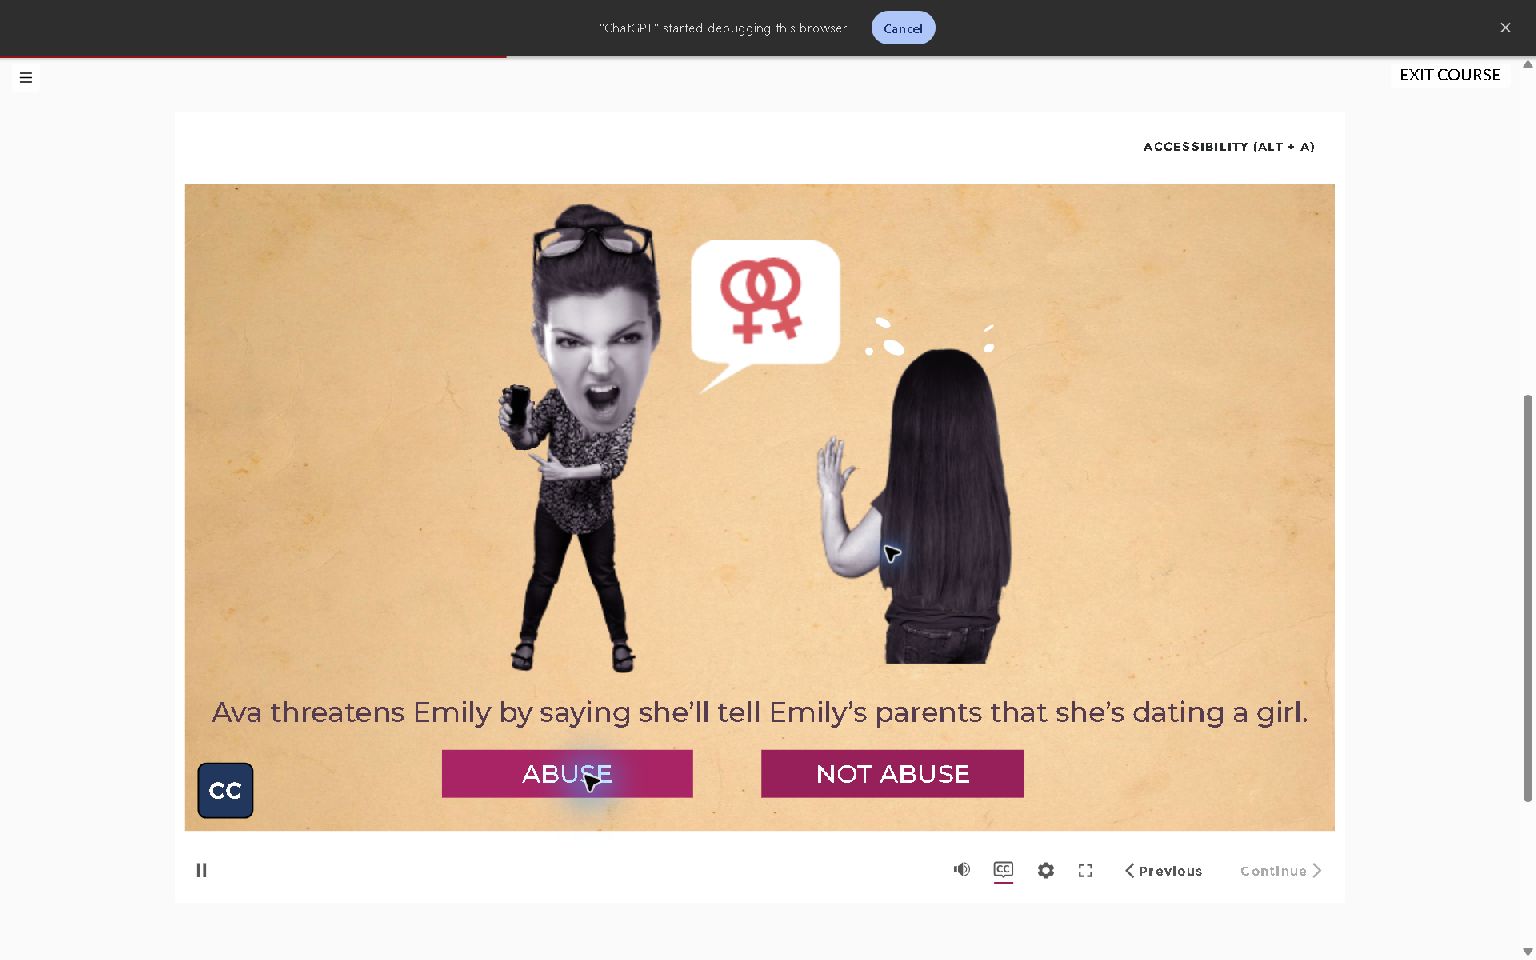 "ChatGPT" started debugging this browser
Cancel
EXIT COURSE
ACCESSIBILITY (ALT + A)
Ava threatens Emily by saying she’ll tell Emily’s parents that she’s dating a girl.
ABUSE
NOT ABUSE
CC
CC
Previous
Continue